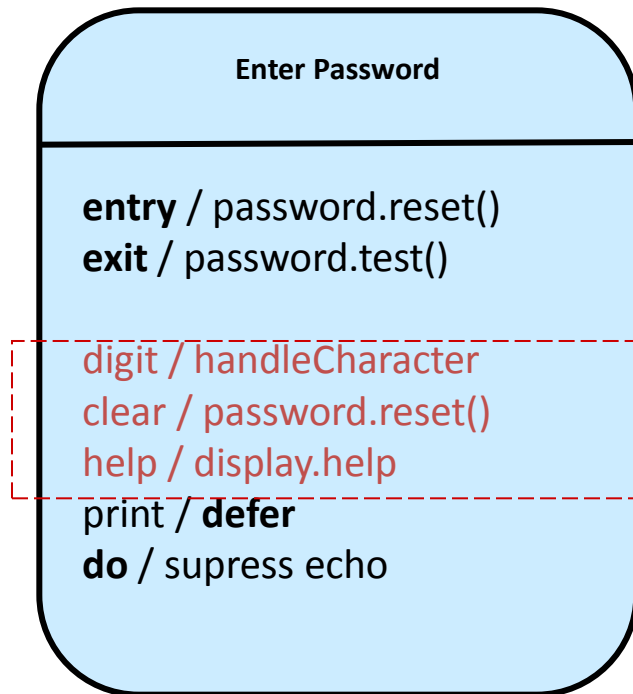 Enter Password
entry / password.reset()
exit / password.test()
digit / handleCharacter
clear / password.reset()
help / display.help
print / defer
do / supress echo